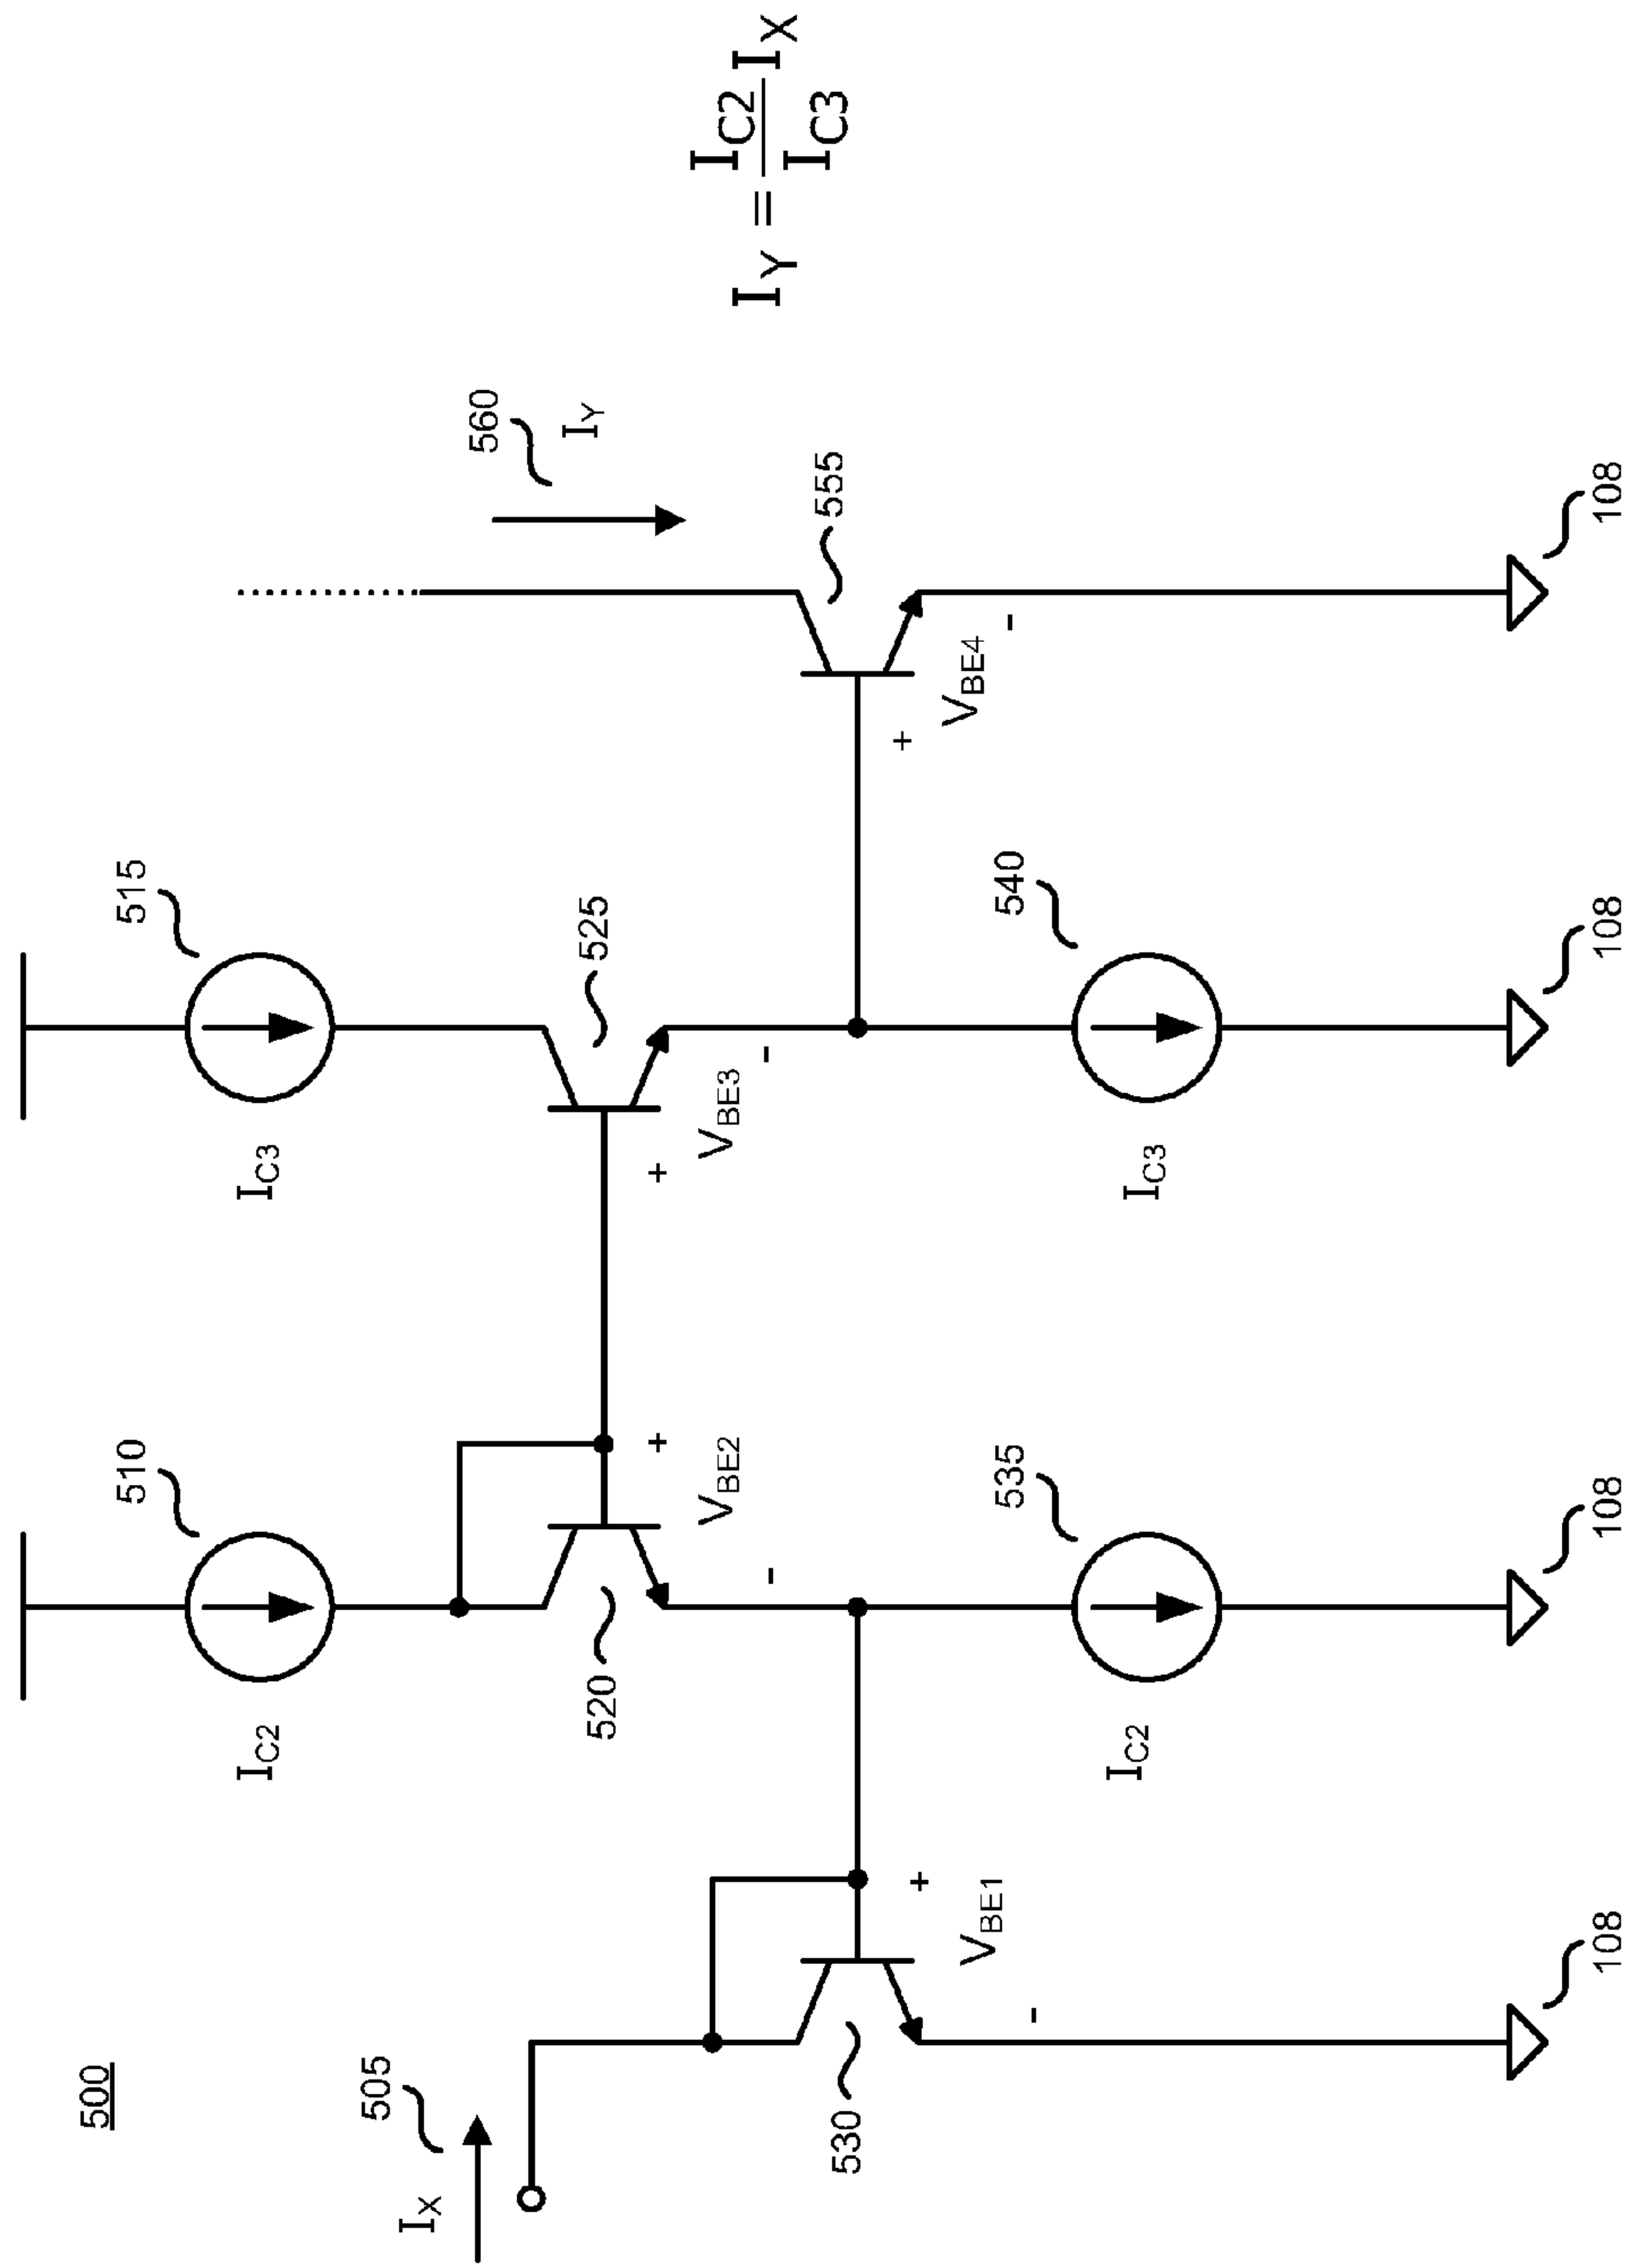 500
I_X
505
510
515
I_C2
I_C3
560
I_Y
520
525
V_BE2
+
-
V_BE3
+
-
530
555
V_BE1
+
-
V_BE4
+
-
535
540
I_C2
I_C3
108
108
108
108
I_Y = I_C2/I_C3 I_X